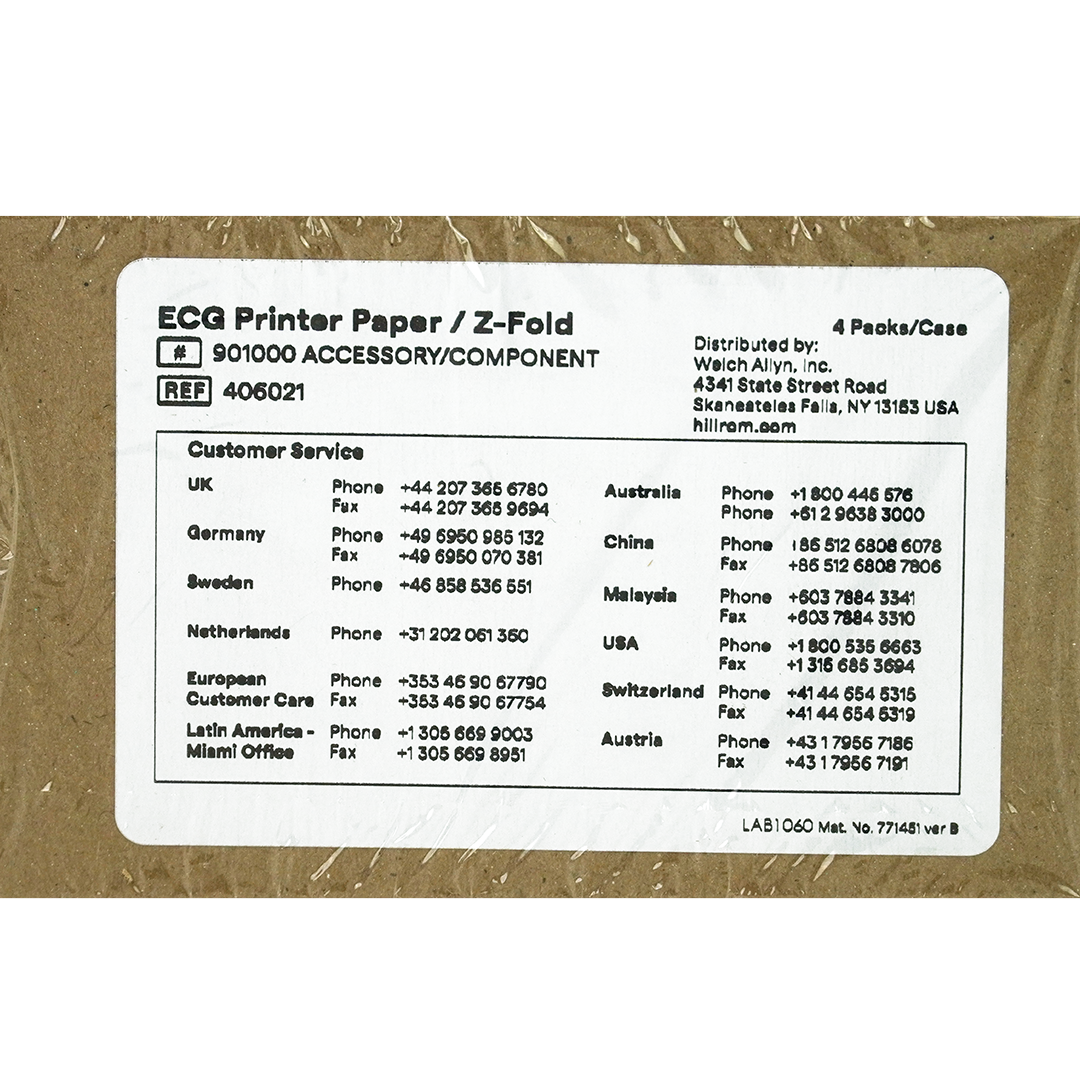 ECG Printer Paper / Z-Fold
# 901000 ACCESSORY/COMPONENT
REF 406021
4 Packs/Case
Distributed by:
Welch Allyn, Inc.
4341 State Street Road
Skaneateles Falls, NY 13153 USA
hillrom.com
Customer Service
UK Phone +44 207 365 6780
Fax +44 207 365 9694
Germany Phone +49 6950 985 132
Fax +49 6950 070 381
Sweden Phone +46 858 536 551
Netherlands Phone +31 202 061 360
European Phone +353 46 90 67790
Customer Care Fax +353 46 90 67754
Latin America - Phone +1 305 669 9003
Miami Office Fax +1 305 669 8951
Australia Phone +1 800 445 576
Phone +61 2 9638 3000
China Phone +86 512 6808 6078
Fax +86 512 6808 7806
Malaysia Phone +603 7884 3341
Fax +603 7884 3310
USA Phone +1 800 535 6663
Fax +1 315 685 3694
Switzerland Phone +41 44 654 5315
Fax +41 44 654 5319
Austria Phone +43 1 7956 7186
Fax +43 1 7956 7191
LAB1060 Mat. No. 771451 ver B